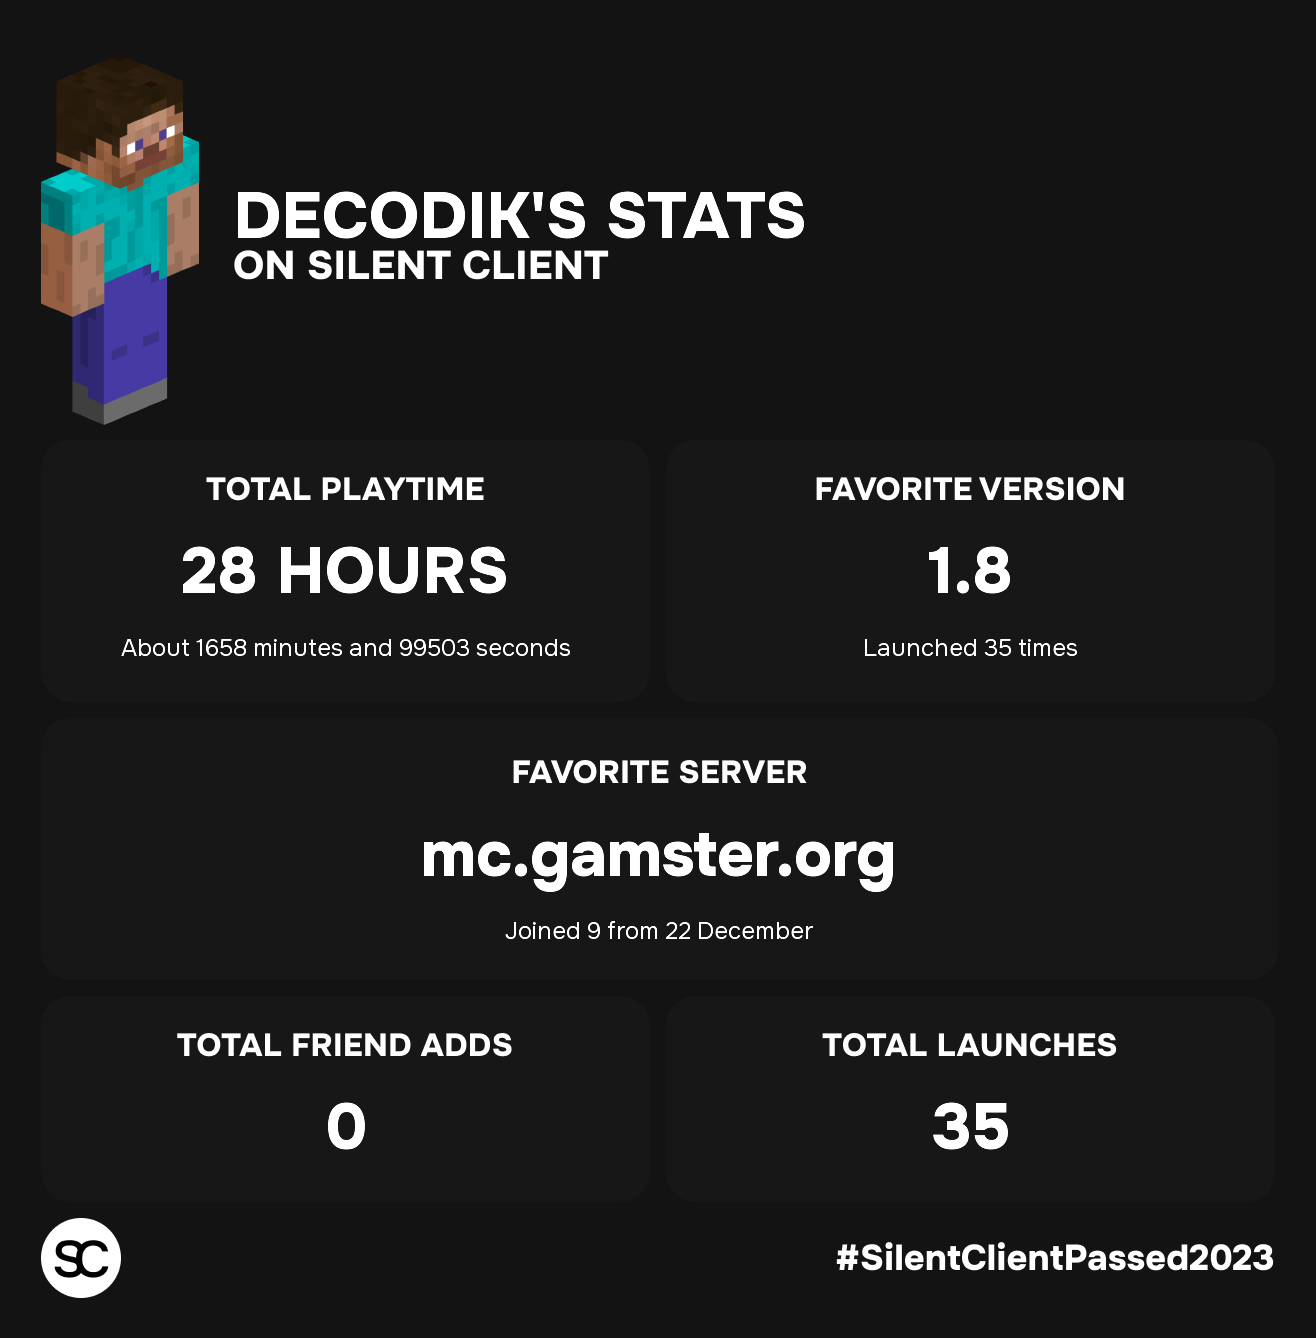 DECODIK'S STATS
ON SILENT CLIENT
TOTAL PLAYTIME
28 HOURS
About 1658 minutes and 99503 seconds
FAVORITE VERSION
1.8
Launched 35 times
FAVORITE SERVER
mc.gamster.org
Joined 9 from 22 December
TOTAL FRIEND ADDS
0
TOTAL LAUNCHES
35
SC
#SilentClientPassed2023